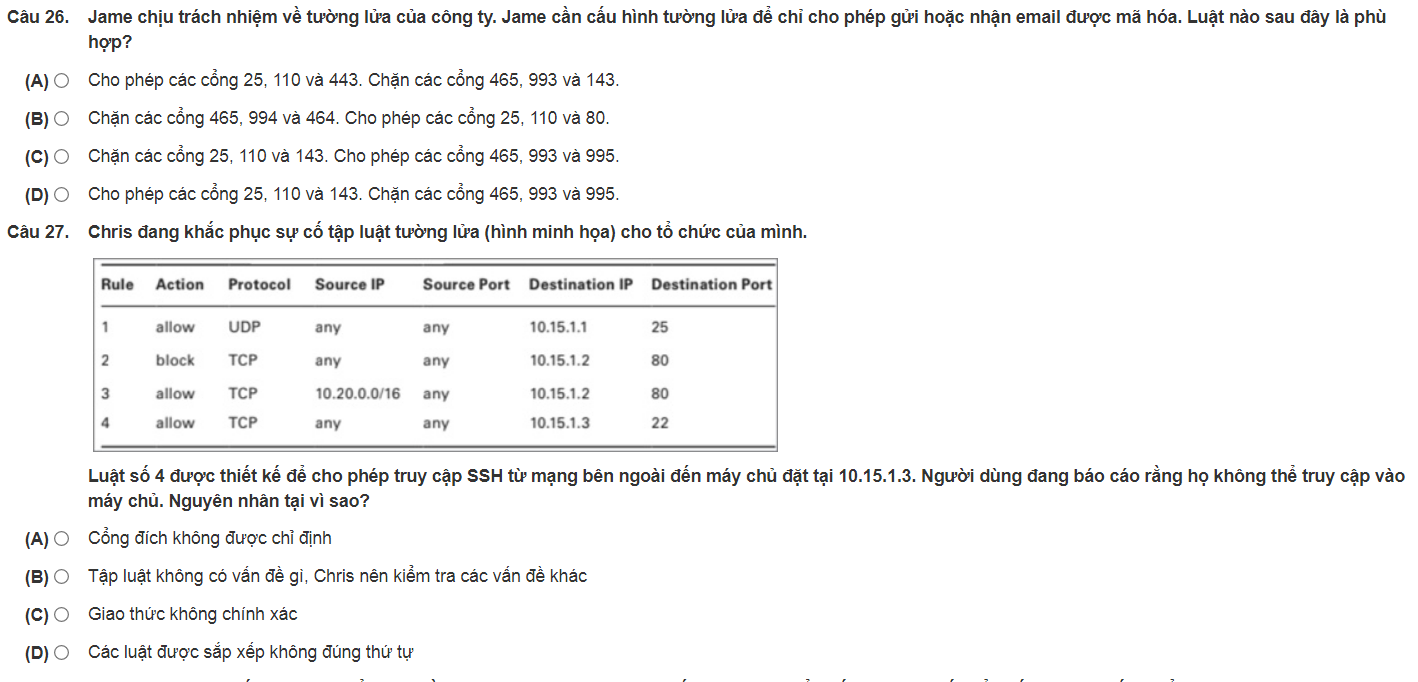 Câu 26. Jame chịu trách nhiệm về tường lửa của công ty. Jame cần cấu hình tường lửa để chỉ cho phép gửi hoặc nhận email được mã hóa. Luật nào sau đây là phù
hợp?
(A) Cho phép các cổng 25, 110 và 443. Chặn các cổng 465, 993 và 143.
(B) Chặn các cổng 465, 994 và 464. Cho phép các cổng 25, 110 và 80.
(C) Chặn các cổng 25, 110 và 143. Cho phép các cổng 465, 993 và 995.
(D) Cho phép các cổng 25, 110 và 143. Chặn các cổng 465, 993 và 995.
Câu 27. Chris đang khắc phục sự cố tập luật tường lửa (hình minh họa) cho tổ chức của mình.
Rule Action Protocol Source IP Source Port Destination IP Destination Port
1 allow UDP any any 10.15.1.1 25
2 block TCP any any 10.15.1.2 80
3 allow TCP 10.20.0.0/16 any 10.15.1.2 80
4 allow TCP any any 10.15.1.3 22
Luật số 4 được thiết kế để cho phép truy cập SSH từ mạng bên ngoài đến máy chủ đặt tại 10.15.1.3. Người dùng đang báo cáo rằng họ không thể truy cập vào
máy chủ. Nguyên nhân tại vì sao?
(A) Cổng đích không được chỉ định
(B) Tập luật không có vấn đề gì, Chris nên kiểm tra các vấn đề khác
(C) Giao thức không chính xác
(D) Các luật được sắp xếp không đúng thứ tự